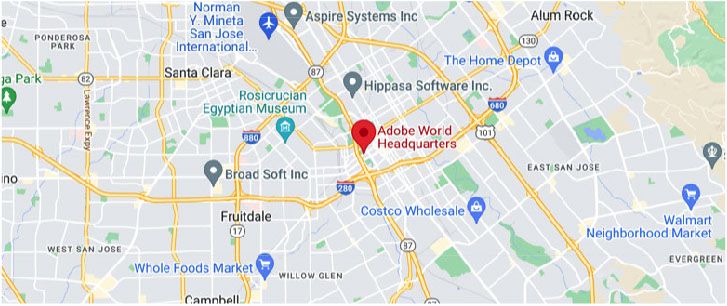 Norman
Y. Mineta
San Jose
International...
Aspire Systems Inc
Alum Rock
PONDEROSA
PARK
130
The Home Depot
87
Santa Clara
82
Hippasa Software Inc.
ga Park
Lawrence Expy
Rosicrucian
Egyptian Museum
680
101
880
Adobe World
Headquarters
Broad Soft Inc
EAST SAN JOSE
no
280
Costco Wholesale
Fruitdale
17
Walmart
Neighborhood Market
87
WEST SAN JOSE
EVERGREEN
Whole Foods Market
WILLOW GLEN
Campbell